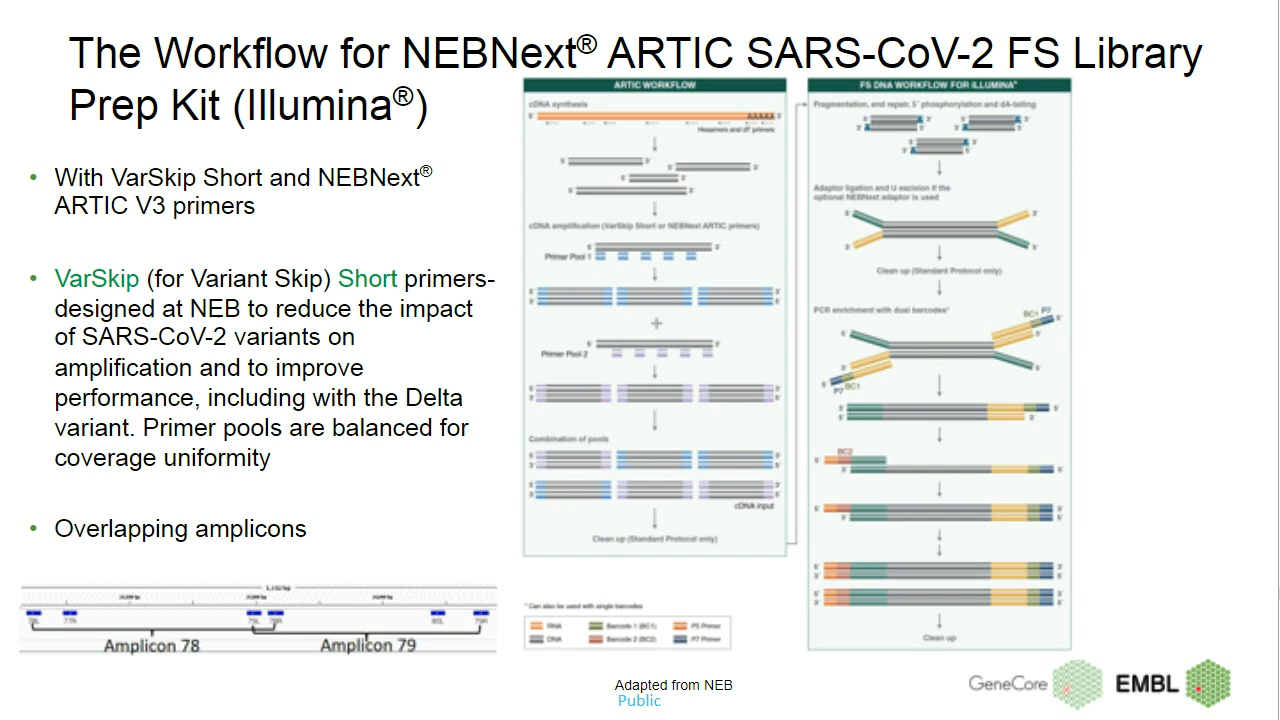 The Workflow for NEBNext® ARTIC SARS-CoV-2 FS Library
Prep Kit (Illumina®)
• With VarSkip Short and NEBNext®
ARTIC V3 primers
• VarSkip (for Variant Skip) Short primers-
designed at NEB to reduce the impact
of SARS-CoV-2 variants on
amplification and to improve
performance, including with the Delta
variant. Primer pools are balanced for
coverage uniformity
• Overlapping amplicons
Amplicon 78
Amplicon 79
ARTIC WORKFLOW
cDNA synthesis
5´ AAAAA 3´
Hexamers and dT primers
cDNA amplification (VarSkip Short or NEBNext ARTIC primers)
Primer Pool 1
+
Primer Pool 2
Combination of pools
cDNA input
Clean up (Standard Protocol only)
* Can also be used with single barcodes
RNA
Barcode 1 (BC1)
P5 Primer
DNA
Barcode 2 (BC2)
P7 Primer
FS DNA WORKFLOW FOR ILLUMINA*
Fragmentation, end repair, 5´ phosphorylation and dA-tailing
Adaptor ligation and U excision if the
optional NEBNext adaptor is used
Clean up (Standard Protocol only)
PCR enrichment with dual barcodes*
BC1 P7
P7 BC1
BC2
Clean up
Adapted from NEB
Public
GeneCore
EMBL